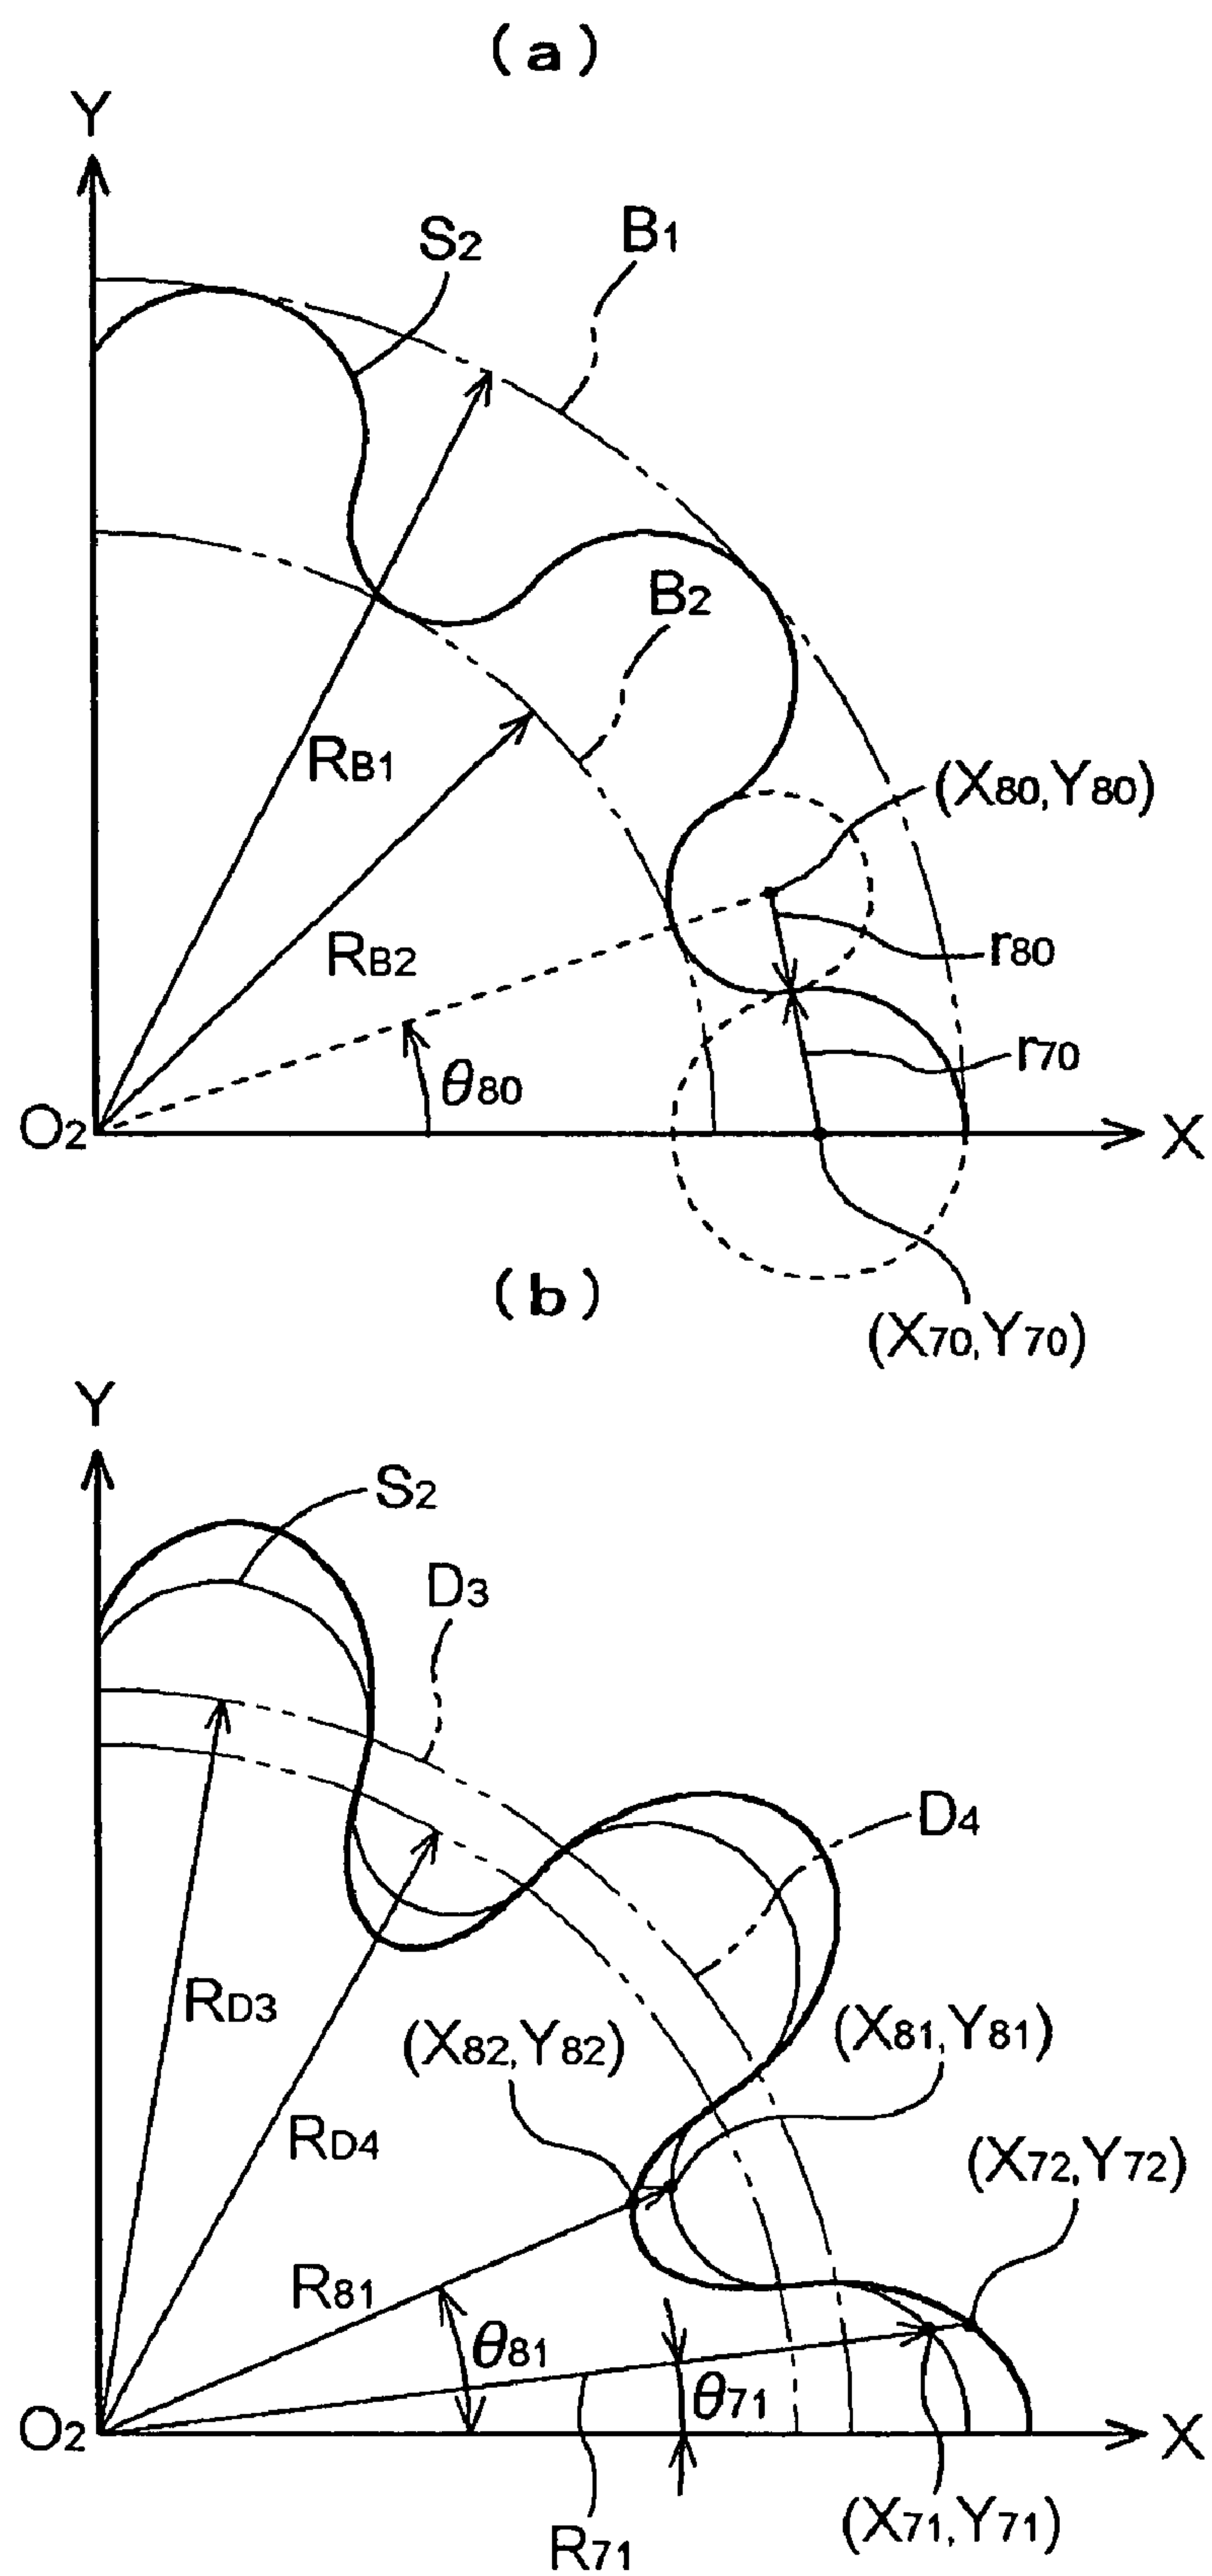 (a)
Y
S2
B1
B2
RB1
(X80,Y80)
RB2
r80
r70
θ80
O2
X
(X70,Y70)
(b)
Y
S2
D3
D4
RD3
(X82,Y82)
(X81,Y81)
RD4
(X72,Y72)
R81
θ81
θ71
O2
X
(X71,Y71)
R71